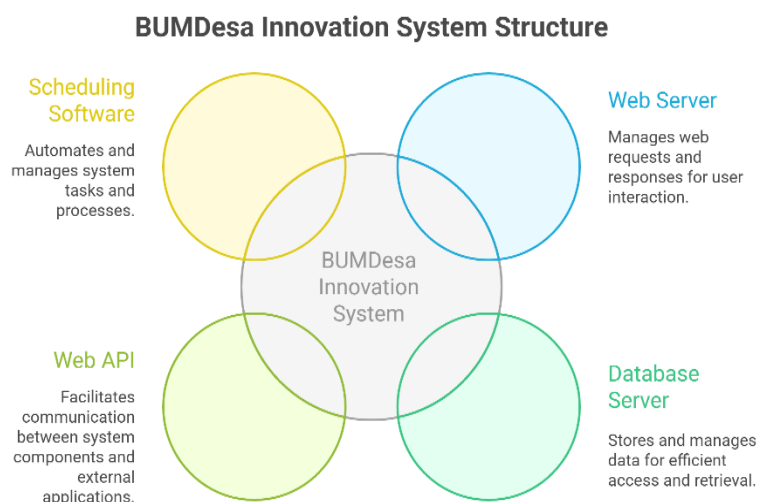 BUMDesa Innovation System Structure
Scheduling
Software
Automates and
manages system
tasks and
processes.
Web Server
Manages web
requests and
responses for user
interaction.
BUMDesa
Innovation
System
Web API
Facilitates
communication
between system
components and
external
applications.
Database
Server
Stores and manages
data for efficient
access and retrieval.